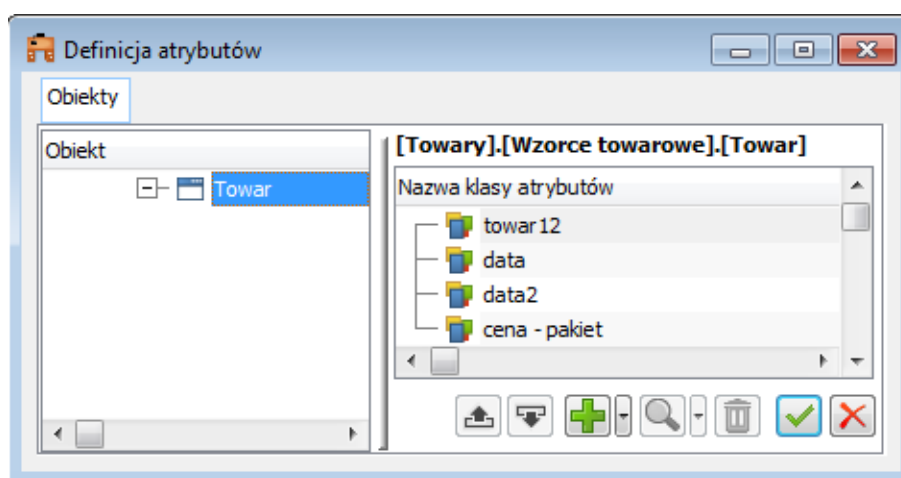 Definicja atrybutów
Obiekty
Obiekt
Towar
[Towary].[Wzorce towarowe].[Towar]
Nazwa klasy atrybutów
towar12
data
data2
cena - pakiet